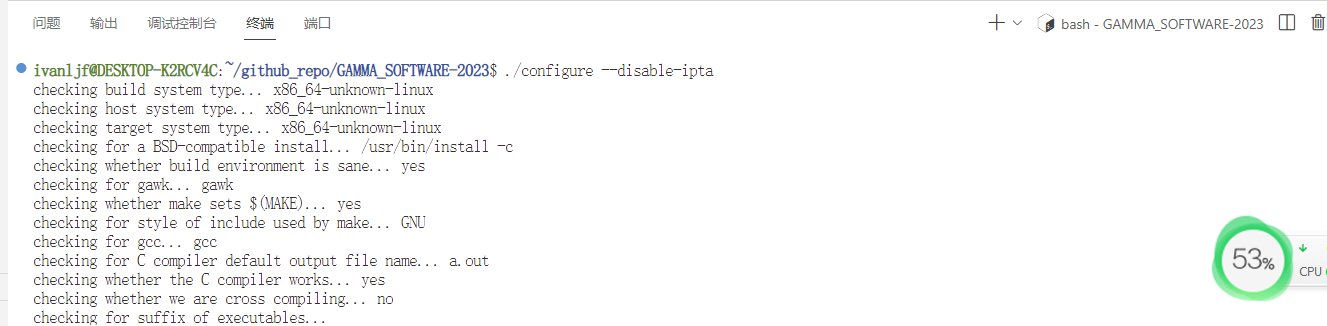 问题 输出 调试控制台 终端 端口 bash - GAMMA_SOFTWARE-2023
ivanljf@DESKTOP-K2RCV4C:~/github_repo/GAMMA_SOFTWARE-2023$ ./configure --disable-ipta
checking build system type... x86_64-unknown-linux
checking host system type... x86_64-unknown-linux
checking target system type... x86_64-unknown-linux
checking for a BSD-compatible install... /usr/bin/install -c
checking whether build environment is sane... yes
checking for gawk... gawk
checking whether make sets $(MAKE)... yes
checking for style of include used by make... GNU
checking for gcc... gcc
checking for C compiler default output file name... a.out
checking whether the C compiler works... yes
checking whether we are cross compiling... no
checking for suffix of executables...
53%
CPU